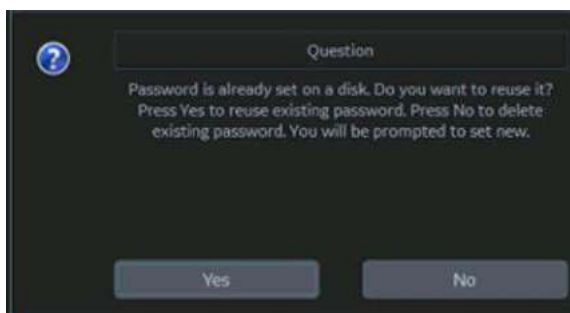 Question
Password is already set on a disk. Do you want to reuse it?
Press Yes to reuse existing password. Press No to delete
existing password. You will be prompted to set new.
Yes
No